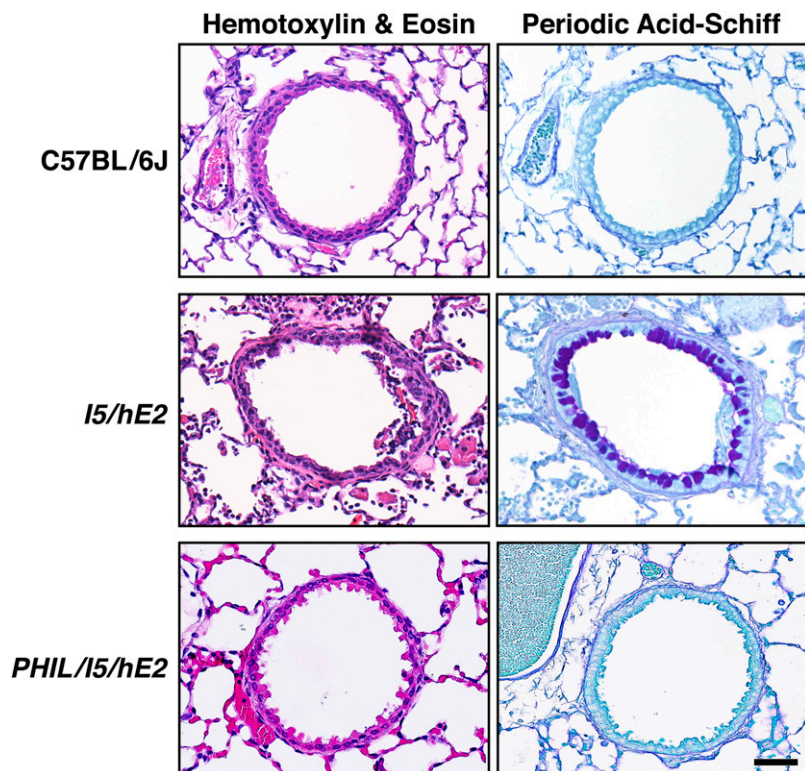 Hemotoxylin & Eosin
Periodic Acid-Schiff
C57BL/6J
I5/hE2
PHIL/I5/hE2